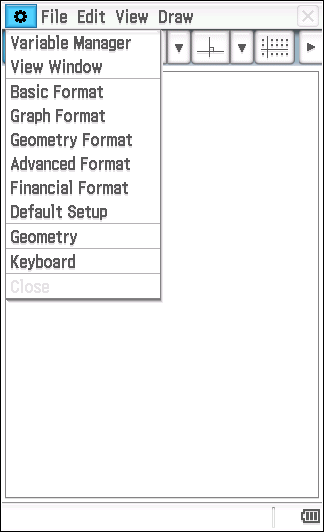 File Edit View Draw
Variable Manager
View Window
Basic Format
Graph Format
Geometry Format
Advanced Format
Financial Format
Default Setup
Geometry
Keyboard
Close